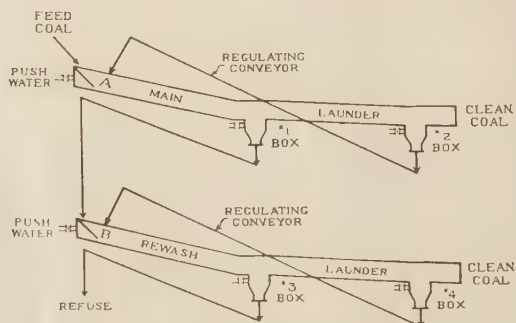 FEED
COAL
PUSH
WATER
A
MAIN
REGULATING
CONVEYOR
LAUNDER
CLEAN
COAL
#1
BOX
#2
BOX
PUSH
WATER
B
REWASH
REGULATING
CONVEYOR
LAUNDER
CLEAN
COAL
REFUSE
#3
BOX
#4
BOX